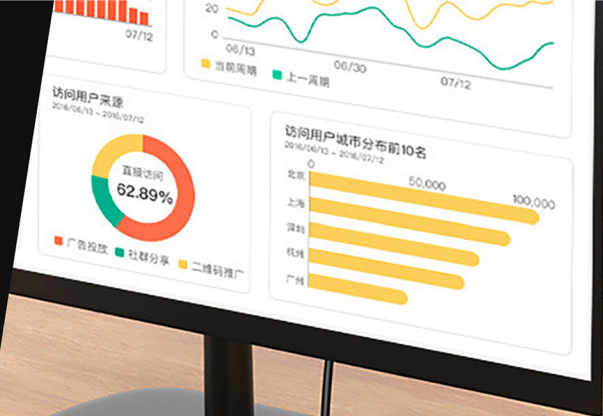 20
0
07/12
06/13
06/30
07/12
当前周期
上一周期
访问用户来源
2016/06/13 ~ 2016/07/12
直接访问
62.89%
广告投放
社群分享
二维码推广
访问用户城市分布前10名
2016/06/13 ~ 2016/07/12
0
50,000
100,000
北京
上海
深圳
杭州
广州